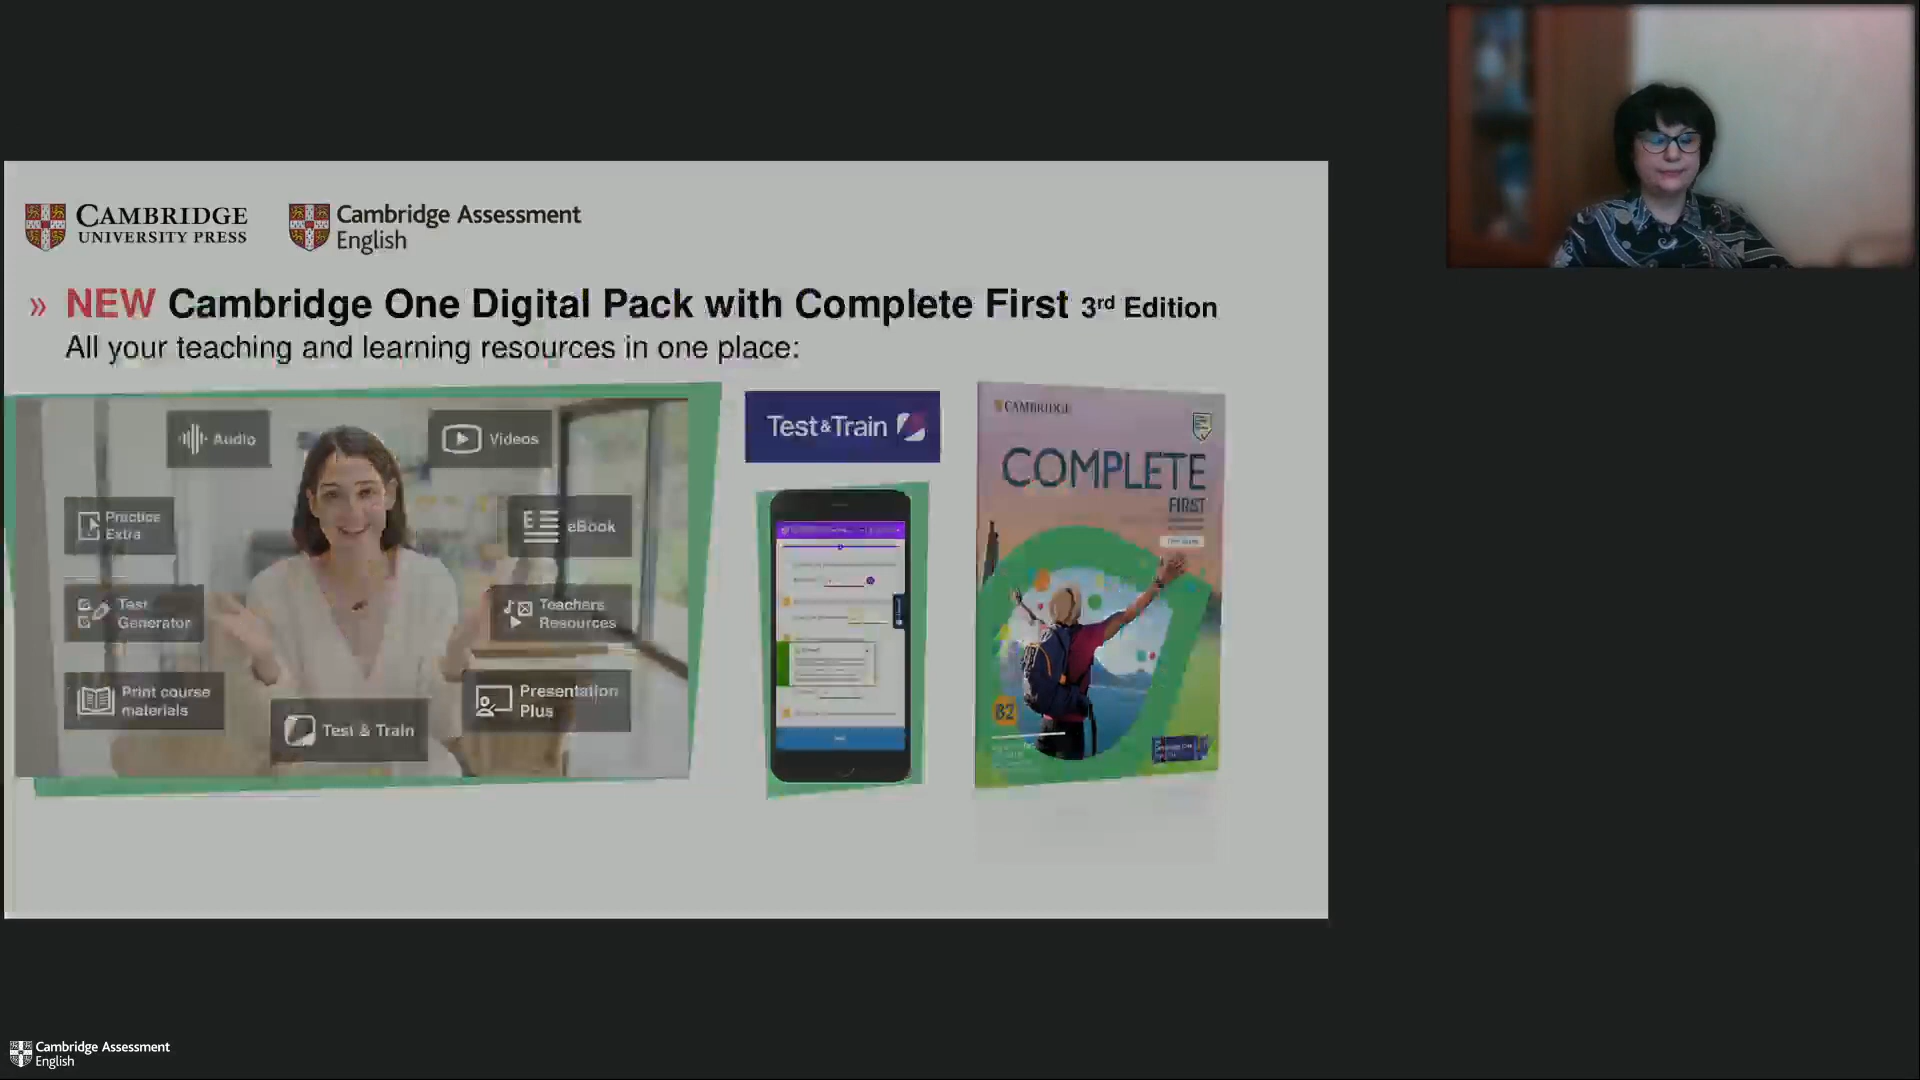 CAMBRIDGE
UNIVERSITY PRESS
Cambridge Assessment
English
» NEW Cambridge One Digital Pack with Complete First 3rd Edition
All your teaching and learning resources in one place:
Audio
Videos
Practice
Extra
eBook
Test
Generator
Teachers
Resources
Print course
materials
Presentation
Plus
Test & Train
Test&Train
CAMBRIDGE
COMPLETE
FIRST
B2
Cambridge Assessment
English